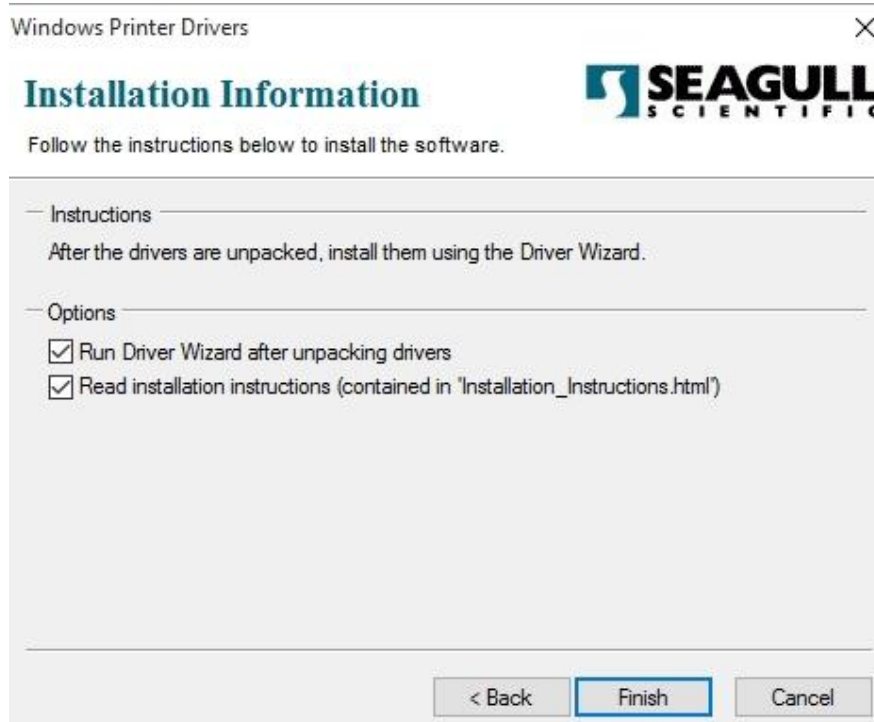 Windows Printer Drivers
Installation Information
SEAGULL
SCIENTIFIC
Follow the instructions below to install the software.
Instructions
After the drivers are unpacked, install them using the Driver Wizard.
Options
Run Driver Wizard after unpacking drivers
Read installation instructions (contained in 'Installation_Instructions.html')
< Back
Finish
Cancel